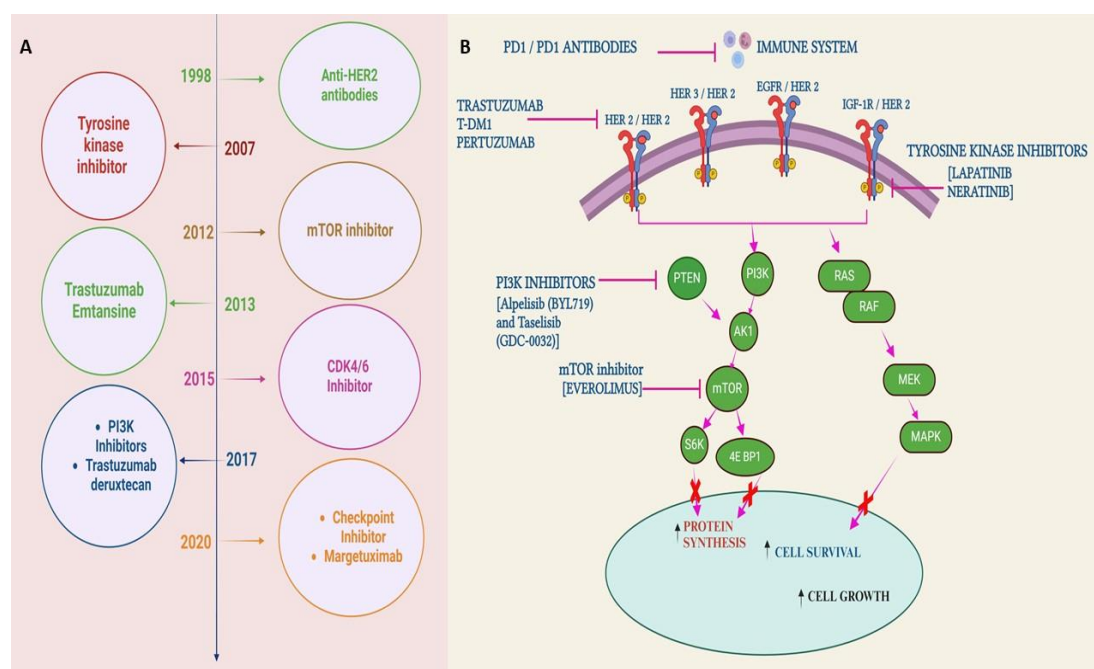 A
1998
Anti-HER2
antibodies
Tyrosine
kinase
inhibitor
2007
2012
mTOR inhibitor
Trastuzumab
Emtansine
2013
2015
CDK4/6
Inhibitor
• PI3K
Inhibitors
• Trastuzumab
deruxtecan
2017
2020
• Checkpoint
Inhibitor
• Margetuximab
B
PD1 / PD1 ANTIBODIES
IMMUNE SYSTEM
TRASTUZUMAB
T-DM1
PERTUZUMAB
HER 2 / HER 2
HER 3 / HER 2
EGFR / HER 2
IGF-1R / HER 2
P P
P P
P P
P P
TYROSINE KINASE INHIBITORS
[LAPATINIB
NERATINIB]
PI3K INHIBITORS
[Alpelisib (BYL719)
and Taselisib
(GDC-0032)]
PTEN
PI3K
RAS
RAF
AK1
mTOR inhibitor
[EVEROLIMUS]
mTOR
MEK
S6K
4E BP1
MAPK
PROTEIN
SYNTHESIS
CELL SURVIVAL
CELL GROWTH